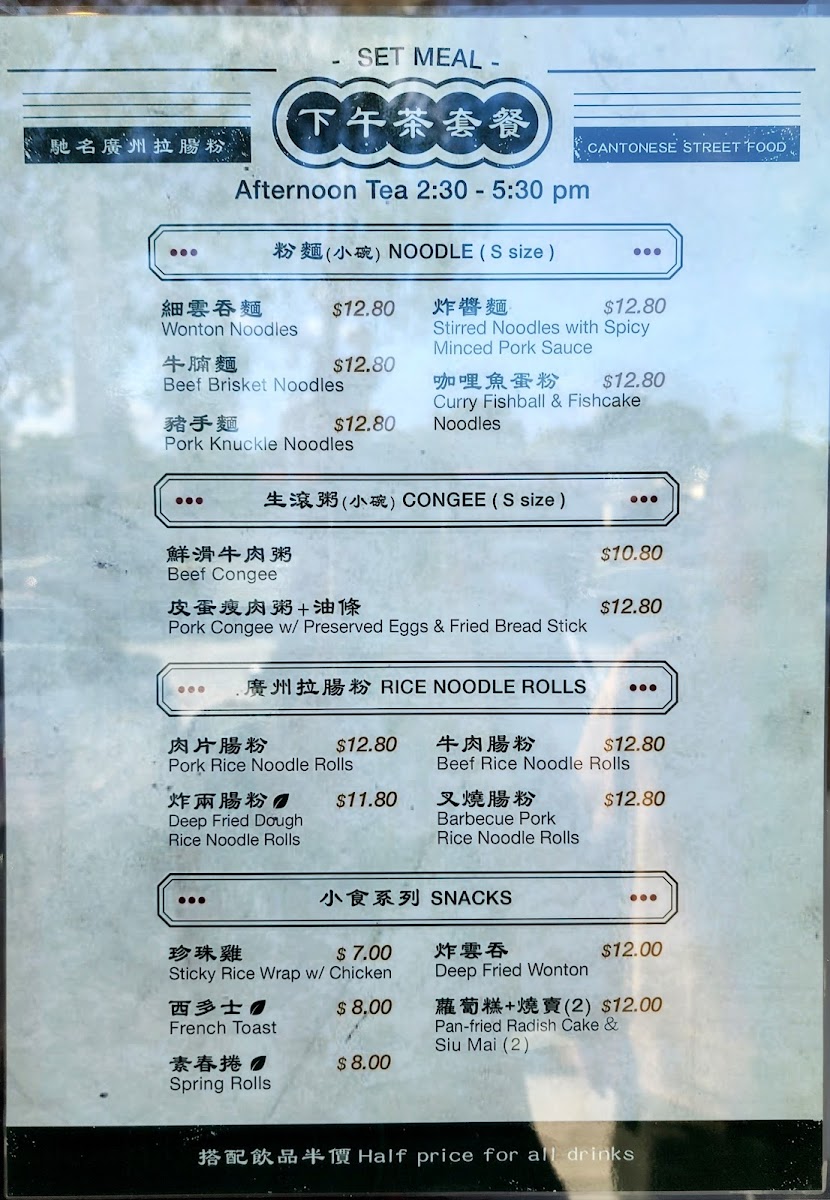 - SET MEAL -
下午茶套餐
馳名廣州拉腸粉
CANTONESE STREET FOOD
Afternoon Tea 2:30 - 5:30 pm
粉麵(小碗) NOODLE ( S size )
細雲吞麵 $12.80
Wonton Noodles
牛腩麵 $12.80
Beef Brisket Noodles
豬手麵 $12.80
Pork Knuckle Noodles
炸醬麵 $12.80
Stirred Noodles with Spicy
Minced Pork Sauce
咖哩魚蛋粉 $12.80
Curry Fishball & Fishcake
Noodles
生滾粥(小碗) CONGEE ( S size )
鮮滑牛肉粥 $10.80
Beef Congee
皮蛋瘦肉粥+油條 $12.80
Pork Congee w/ Preserved Eggs & Fried Bread Stick
廣州拉腸粉 RICE NOODLE ROLLS
肉片腸粉 $12.80
Pork Rice Noodle Rolls
炸兩腸粉 $11.80
Deep Fried Dough
Rice Noodle Rolls
牛肉腸粉 $12.80
Beef Rice Noodle Rolls
叉燒腸粉 $12.80
Barbecue Pork
Rice Noodle Rolls
小食系列 SNACKS
珍珠雞 $ 7.00
Sticky Rice Wrap w/ Chicken
西多士 $ 8.00
French Toast
素春捲 $ 8.00
Spring Rolls
炸雲吞 $12.00
Deep Fried Wonton
蘿蔔糕+燒賣(2) $12.00
Pan-fried Radish Cake &
Siu Mai (2)
搭配飲品半價 Half price for all drinks